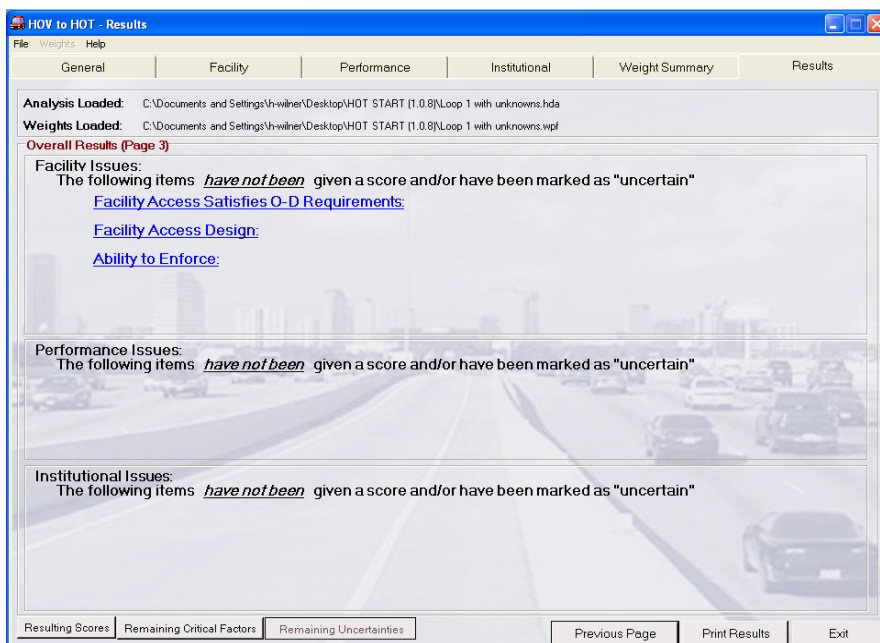 HOV to HOT - Results
File Weights Help
General Facility Performance Institutional Weight Summary Results
Analysis Loaded: C:\Documents and Settings\h-wilner\Desktop\HOT START (1.0.8)\Loop 1 with unknowns.hda
Weights Loaded: C:\Documents and Settings\h-wilner\Desktop\HOT START (1.0.8)\Loop 1 with unknowns.wpf
Overall Results (Page 3)
Facility Issues:
The following items have not been given a score and/or have been marked as "uncertain"
Facility Access Satisfies O-D Requirements:
Facility Access Design:
Ability to Enforce:
Performance Issues:
The following items have not been given a score and/or have been marked as "uncertain"
Institutional Issues:
The following items have not been given a score and/or have been marked as "uncertain"
Resulting Scores Remaining Critical Factors Remaining Uncertainties Previous Page Print Results Exit